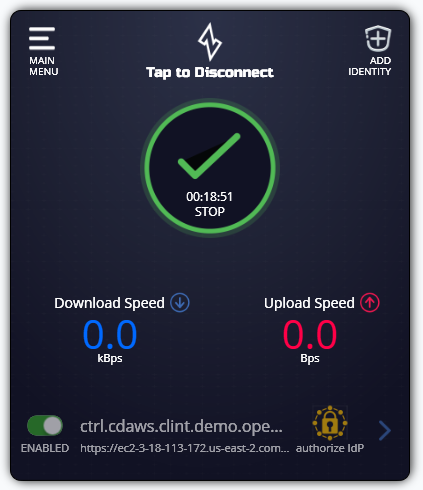 MAIN
MENU
Tap to Disconnect
ADD
IDENTITY
00:18:51
STOP
Download Speed
0.0
kBps
Upload Speed
0.0
Bps
ctrl.cdaws.clint.demo.ope...
ENABLED
https://ec2-3-18-113-172.us-east-2.com...
authorize IdP